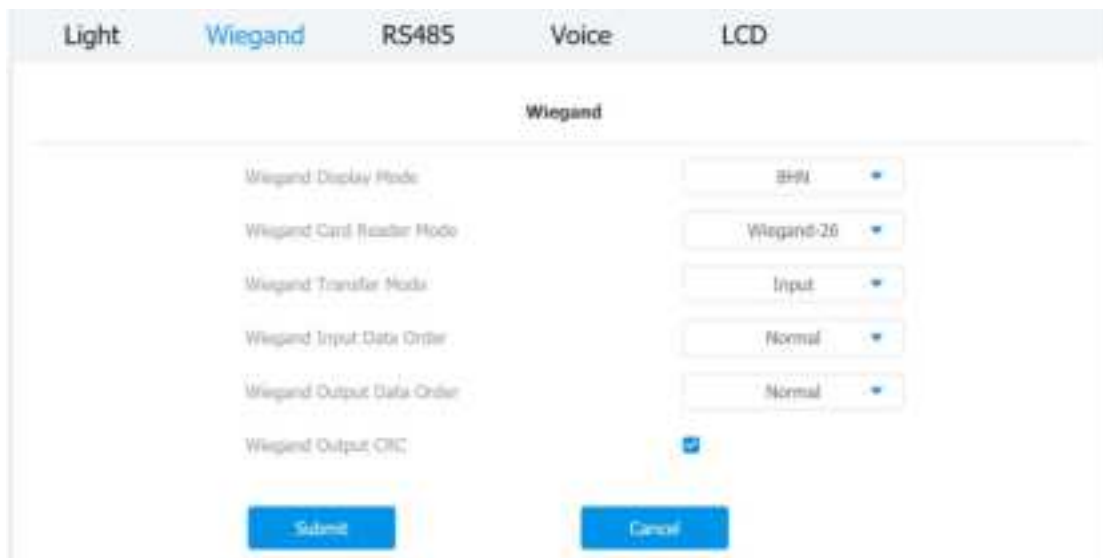 Light Wiegand RS485 Voice LCD
Wiegand
Wiegand Display Mode 8HN
Wiegand Card Reader Mode Wiegand-26
Wiegand Transfer Mode Input
Wiegand Input Data Order Normal
Wiegand Output Data Order Normal
Wiegand Output CRC
Submit Cancel